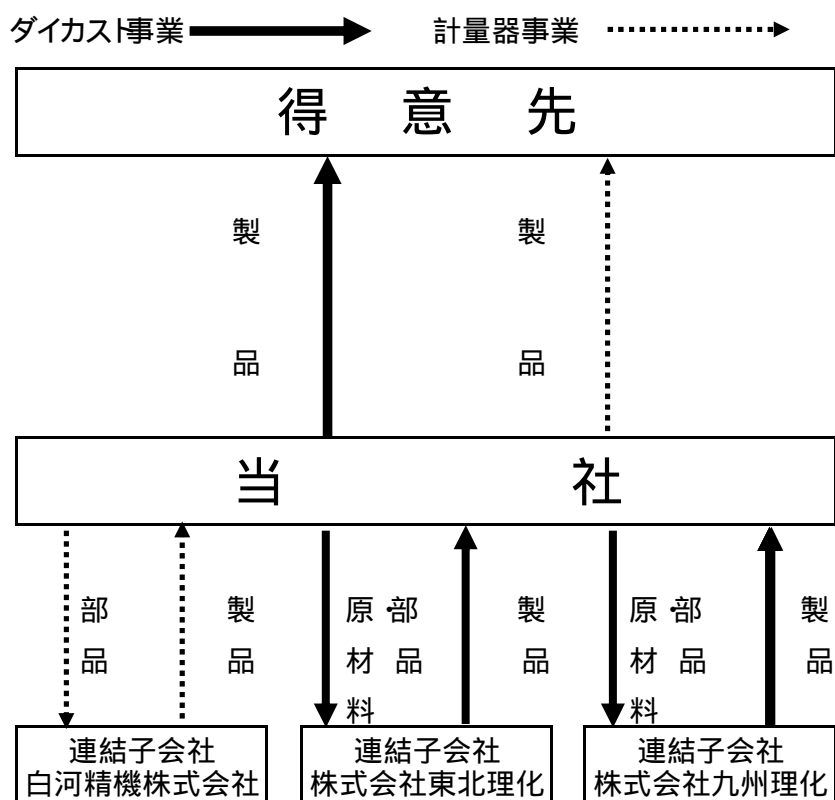 ダイカスト事業 計量器事業
得意先
製品 製品
当社
部品 製品 原材料・部品 製品 原材料・部品 製品
連結子会社 連結子会社 連結子会社
白河精機株式会社 株式会社東北理化 株式会社九州理化